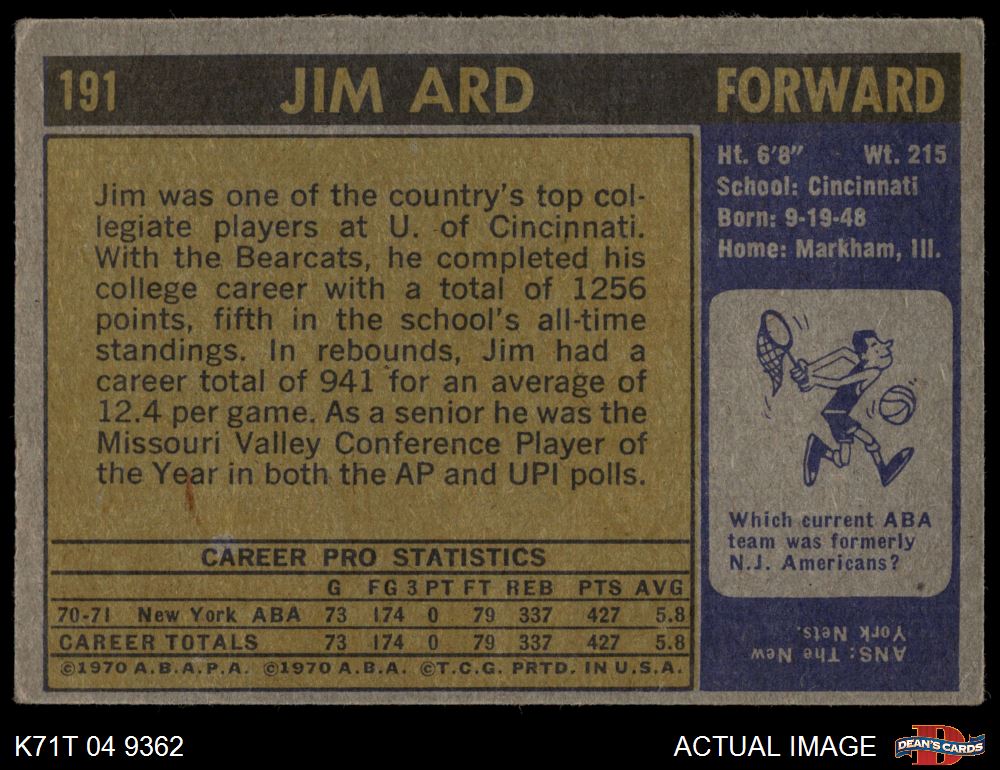 191 JIM ARD FORWARD
Jim was one of the country's top col-
legiate players at U. of Cincinnati.
With the Bearcats, he completed his
college career with a total of 1256
points, fifth in the school's all-time
standings. In rebounds, Jim had a
career total of 941 for an average of
12.4 per game. As a senior he was the
Missouri Valley Conference Player of
the Year in both the AP and UPI polls.
CAREER PRO STATISTICS
G FG 3PT FT REB PTS AVG
70-71 New York ABA 73 174 0 79 337 427 5.8
CAREER TOTALS 73 174 0 79 337 427 5.8
©1970 A.B.A.P.A. ©1970 A.B.A. ©T.C.G. PRTD. IN U.S.A.
Ht. 6'8" Wt. 215
School: Cincinnati
Born: 9-19-48
Home: Markham, Ill.
Which current ABA
team was formerly
N.J. Americans?
ANS: The New
York Nets.
K71T 04 9362
ACTUAL IMAGE
D
DEAN'S CARDS